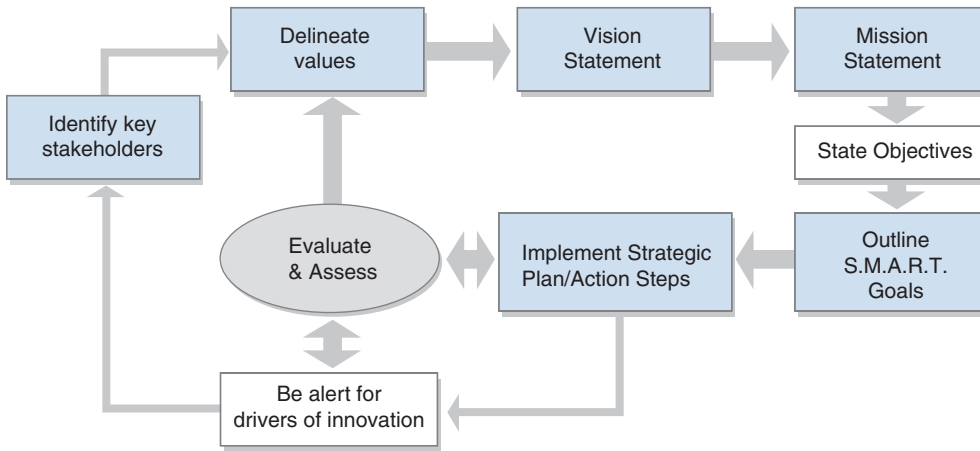 Delineate
values
Vision
Statement
Mission
Statement
Identify key
stakeholders
State Objectives
Evaluate
& Assess
Implement Strategic
Plan/Action Steps
Outline
S.M.A.R.T.
Goals
Be alert for
drivers of innovation